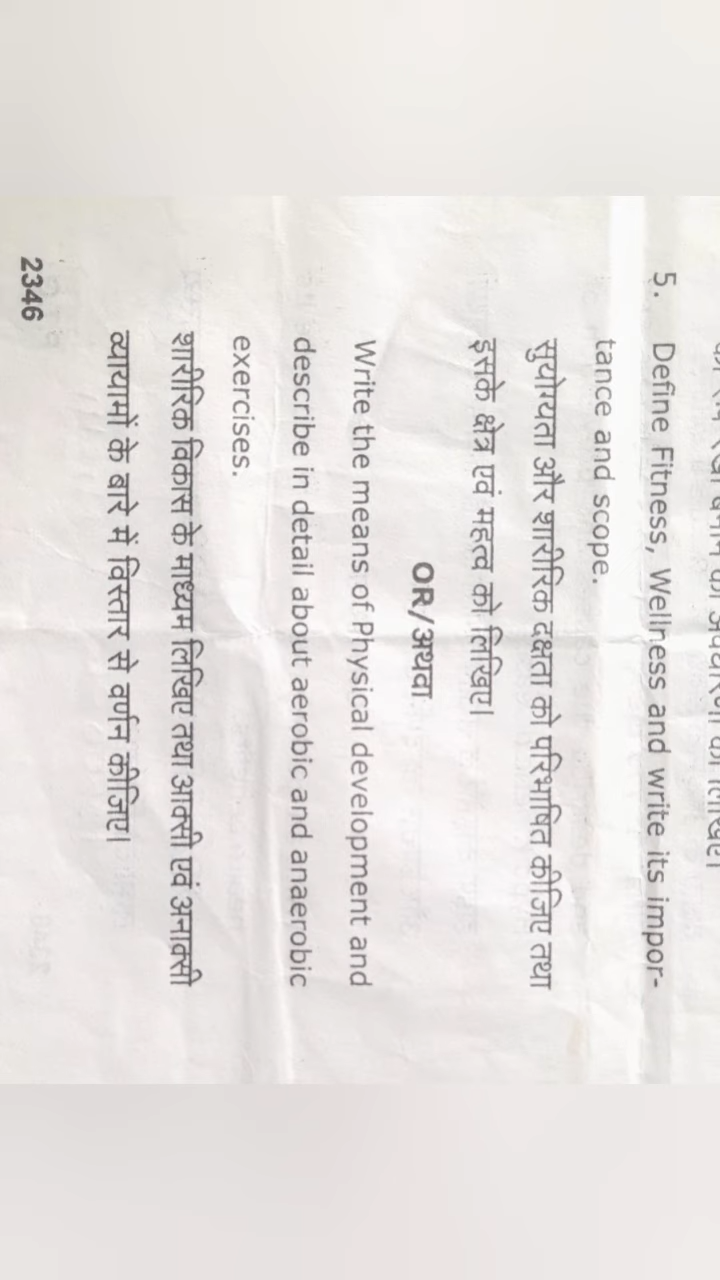 5. Define Fitness, Wellness and write its impor-
tance and scope.
सुयोग्यता और शारीरिक दक्षता को परिभाषित कीजिए तथा
इसके क्षेत्र एवं महत्व को लिखिए।
OR/अथवा
Write the means of Physical development and
describe in detail about aerobic and anaerobic
exercises.
शारीरिक विकास के माध्यम लिखिए तथा आक्सी एवं अनाक्सी
व्यायामों के बारे में विस्तार से वर्णन कीजिए।
2346